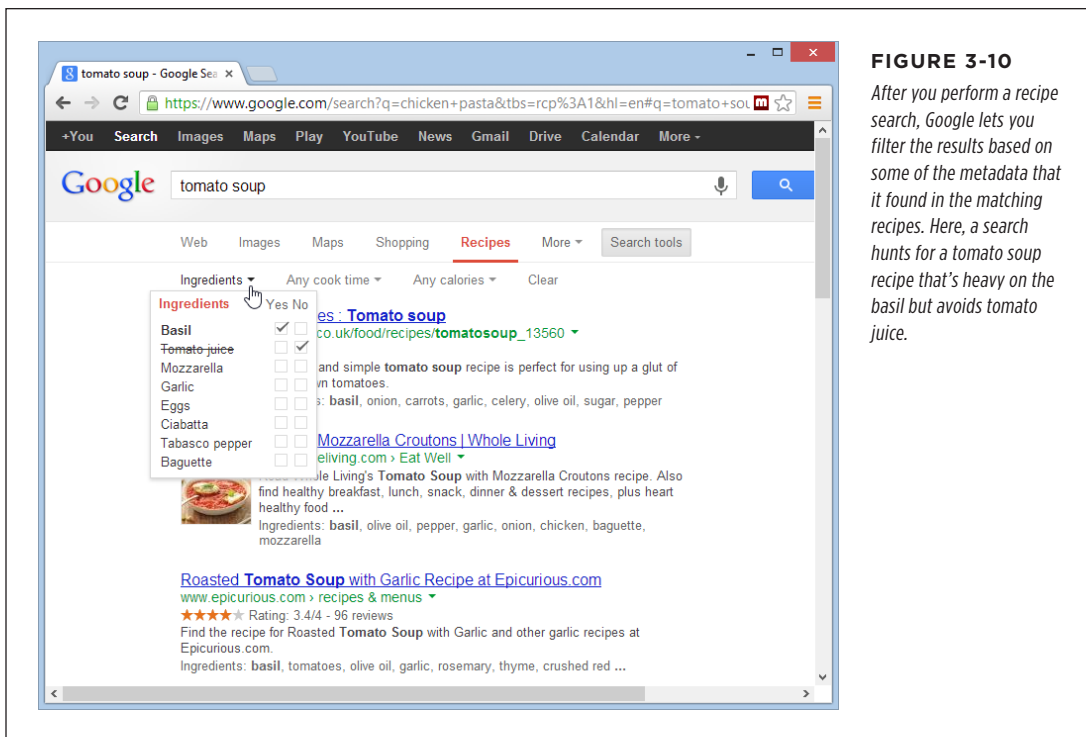 tomato soup - Google Sea
https://www.google.com/search?q=chicken+pasta&tbs=rcp%3A1&hl=en#q=tomato+sou
+You Search Images Maps Play YouTube News Gmail Drive Calendar More
Google tomato soup
Web Images Maps Shopping Recipes More Search tools
Ingredients Any cook time Any calories Clear
Ingredients Yes No
Basil
Tomato juice
Mozzarella
Garlic
Eggs
Ciabatta
Tabasco pepper
Baguette
es : Tomato soup
co.uk/food/recipes/tomatosoup_13560
and simple tomato soup recipe is perfect for using up a glut of
tomatoes.
basil, onion, carrots, garlic, celery, olive oil, sugar, pepper
Mozzarella Croutons | Whole Living
eliving.com › Eat Well
Living's Tomato Soup with Mozzarella Croutons recipe. Also
find healthy breakfast, lunch, snack, dinner & dessert recipes, plus heart
healthy food ...
Ingredients: basil, olive oil, pepper, garlic, onion, chicken, baguette,
mozzarella
Roasted Tomato Soup with Garlic Recipe at Epicurious.com
www.epicurious.com › recipes & menus
Rating: 3.4/4 - 96 reviews
Find the recipe for Roasted Tomato Soup with Garlic and other garlic recipes at
Epicurious.com.
Ingredients: basil, tomatoes, olive oil, garlic, rosemary, thyme, crushed red ...
FIGURE 3-10
After you perform a recipe
search, Google lets you
filter the results based on
some of the metadata that
it found in the matching
recipes. Here, a search
hunts for a tomato soup
recipe that's heavy on the
basil but avoids tomato
juice.